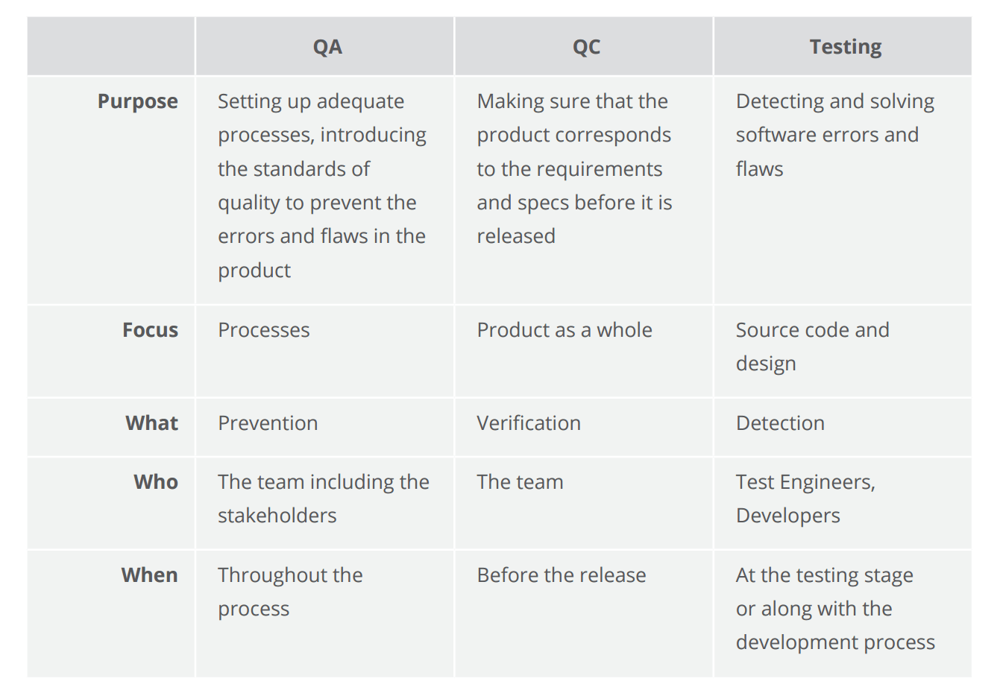 QA
QC
Testing
Purpose
Setting up adequate
processes, introducing
the standards of
quality to prevent the
errors and flaws in the
product
Making sure that the
product corresponds
to the requirements
and specs before it is
released
Detecting and solving
software errors and
flaws
Focus
Processes
Product as a whole
Source code and
design
What
Prevention
Verification
Detection
Who
The team including the
stakeholders
The team
Test Engineers,
Developers
When
Throughout the
process
Before the release
At the testing stage
or along with the
development process